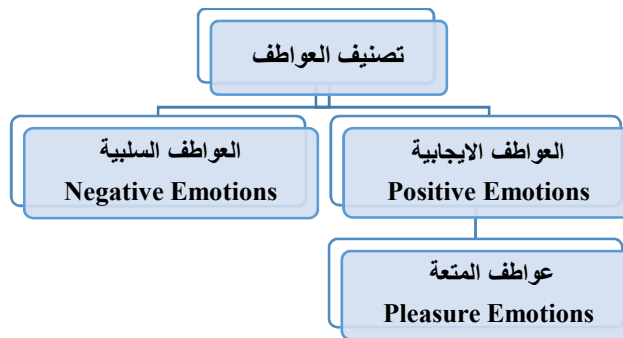 تصنيف العواطف
العواطف الايجابية
Positive Emotions
العواطف السلبية
Negative Emotions
عواطف المتعة
Pleasure Emotions